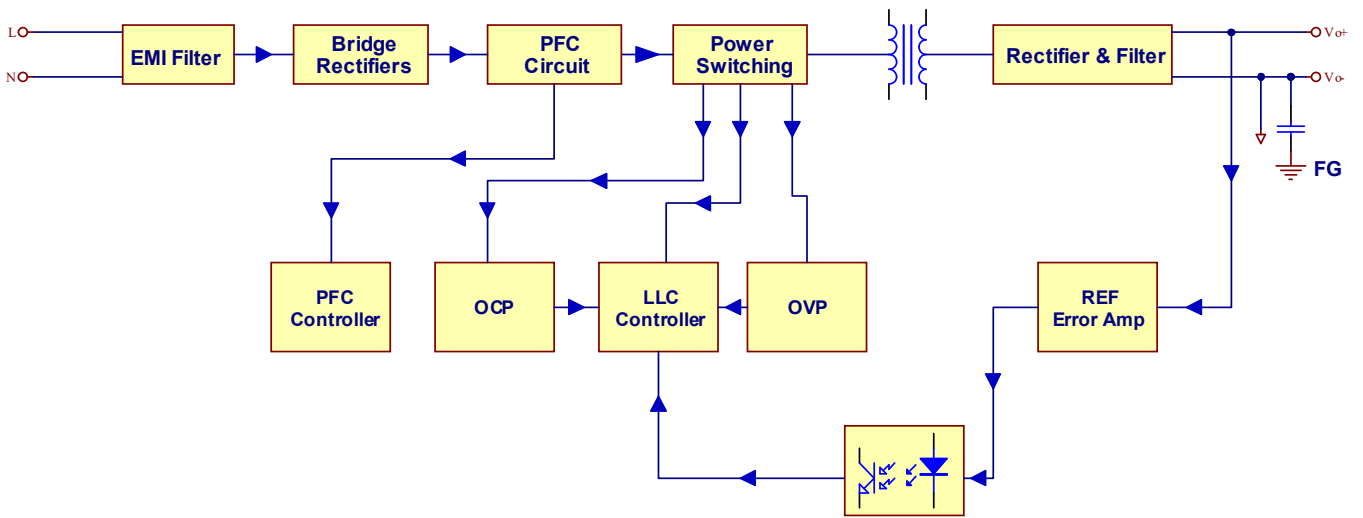 L
EMI Filter
Bridge
Rectifiers
PFC
Circuit
Power
Switching
Rectifier & Filter
Vo+
N
Vo-
FG
PFC
Controller
OCP
LLC
Controller
OVP
REF
Error Amp